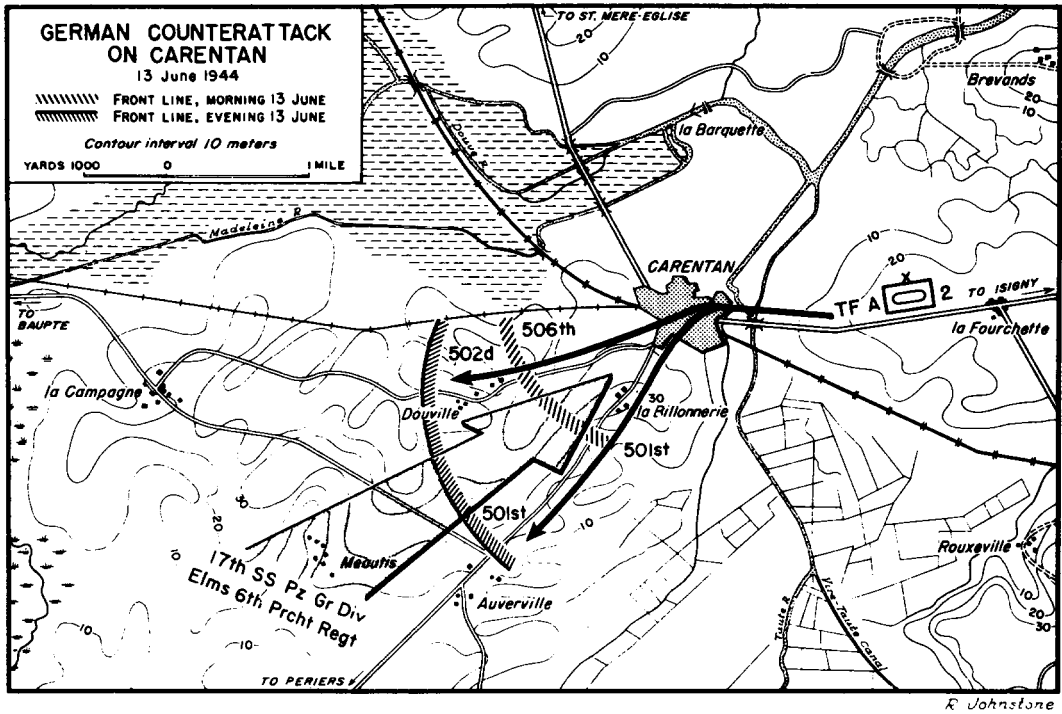 GERMAN COUNTERATTACK
ON CARENTAN
13 June 1944
FRONT LINE, MORNING 13 JUNE
FRONT LINE, EVENING 13 JUNE
Contour interval 10 meters
YARDS 1000 0 1 MILE
TO ST. MERE-EGLISE
20
10
Brevands
20
10
la Barquette
Douve R
Madeleine R
10
20
CARENTAN
TF A
X
2
TO ISIGNY
la Fourchette
TO
BAUPTE
506th
502d
la Campagne
Douville
30
la Rillonnerie
501st
501st
20
10
10
Meautis
17th SS Pz Gr Div
Elms 6th Prcht Regt
Auverville
Rouxeville
10
20
30
10
10
Taute R
Vire-Taute Canal
TO PERIERS
R Johnstone